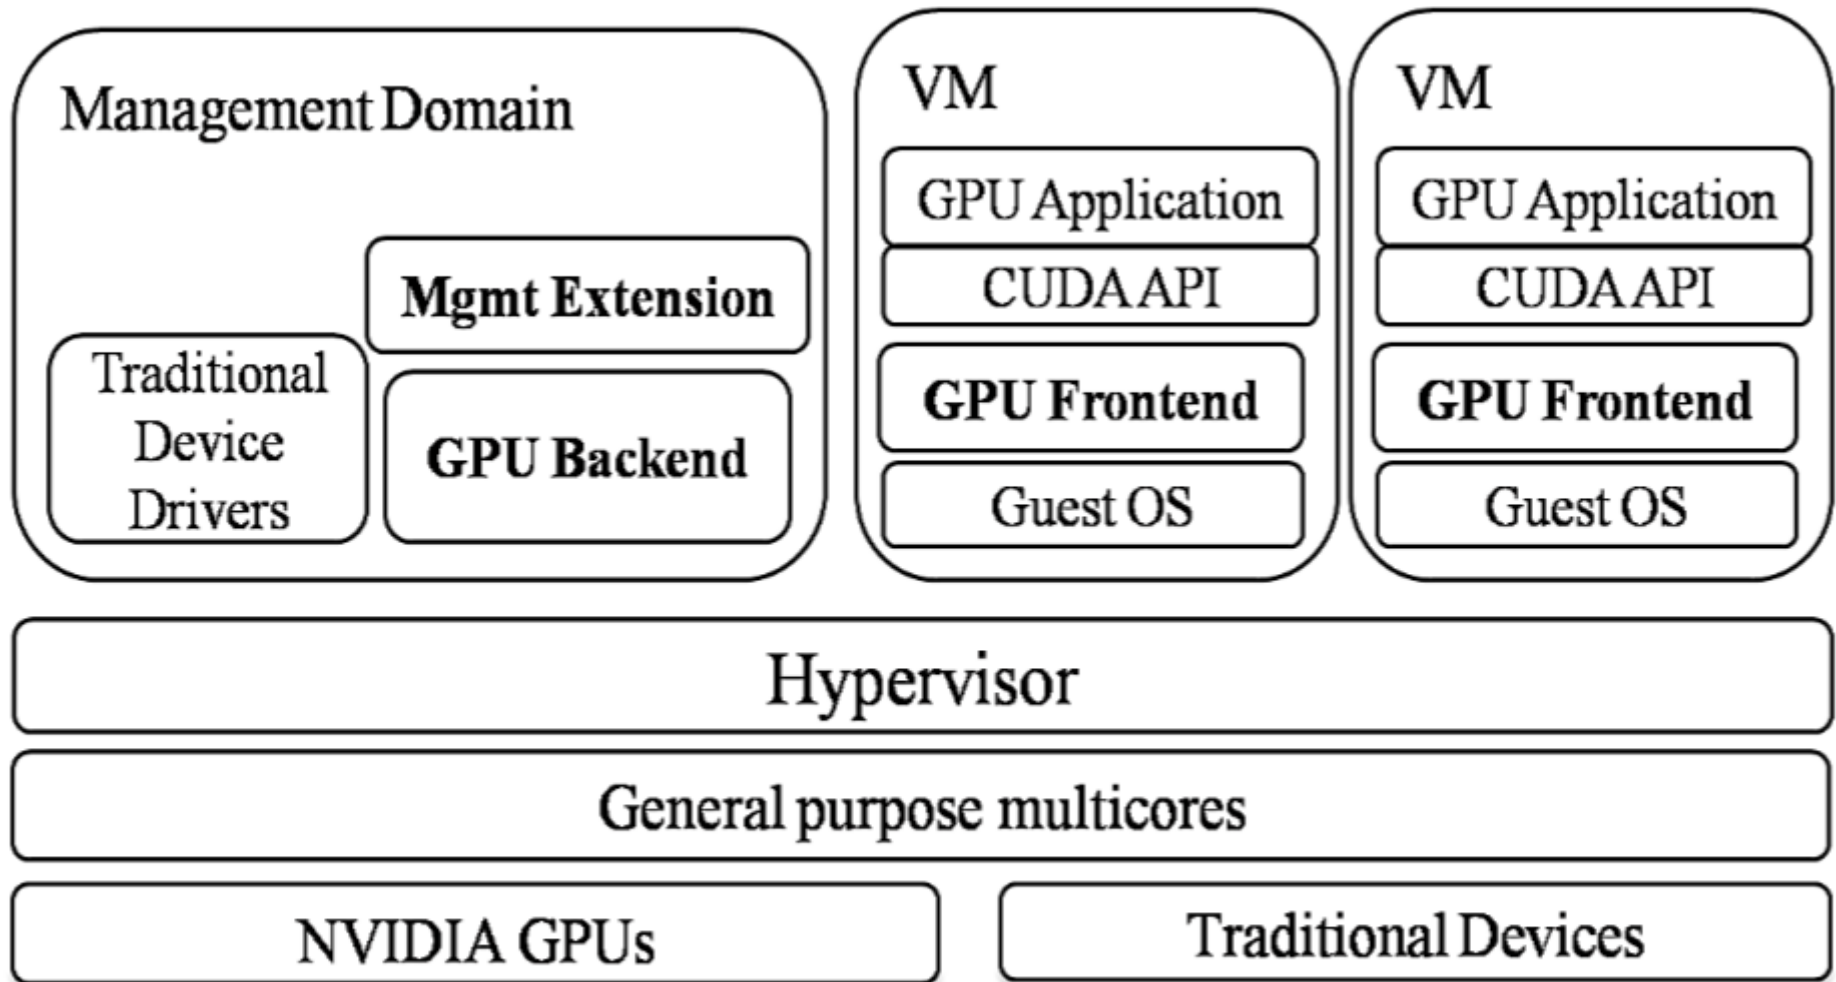 Management Domain
Mgmt Extension
Traditional
Device
Drivers
GPU Backend
VM
GPU Application
CUDA API
GPU Frontend
Guest OS
VM
GPU Application
CUDA API
GPU Frontend
Guest OS
Hypervisor
General purpose multicores
NVIDIA GPUs
Traditional Devices